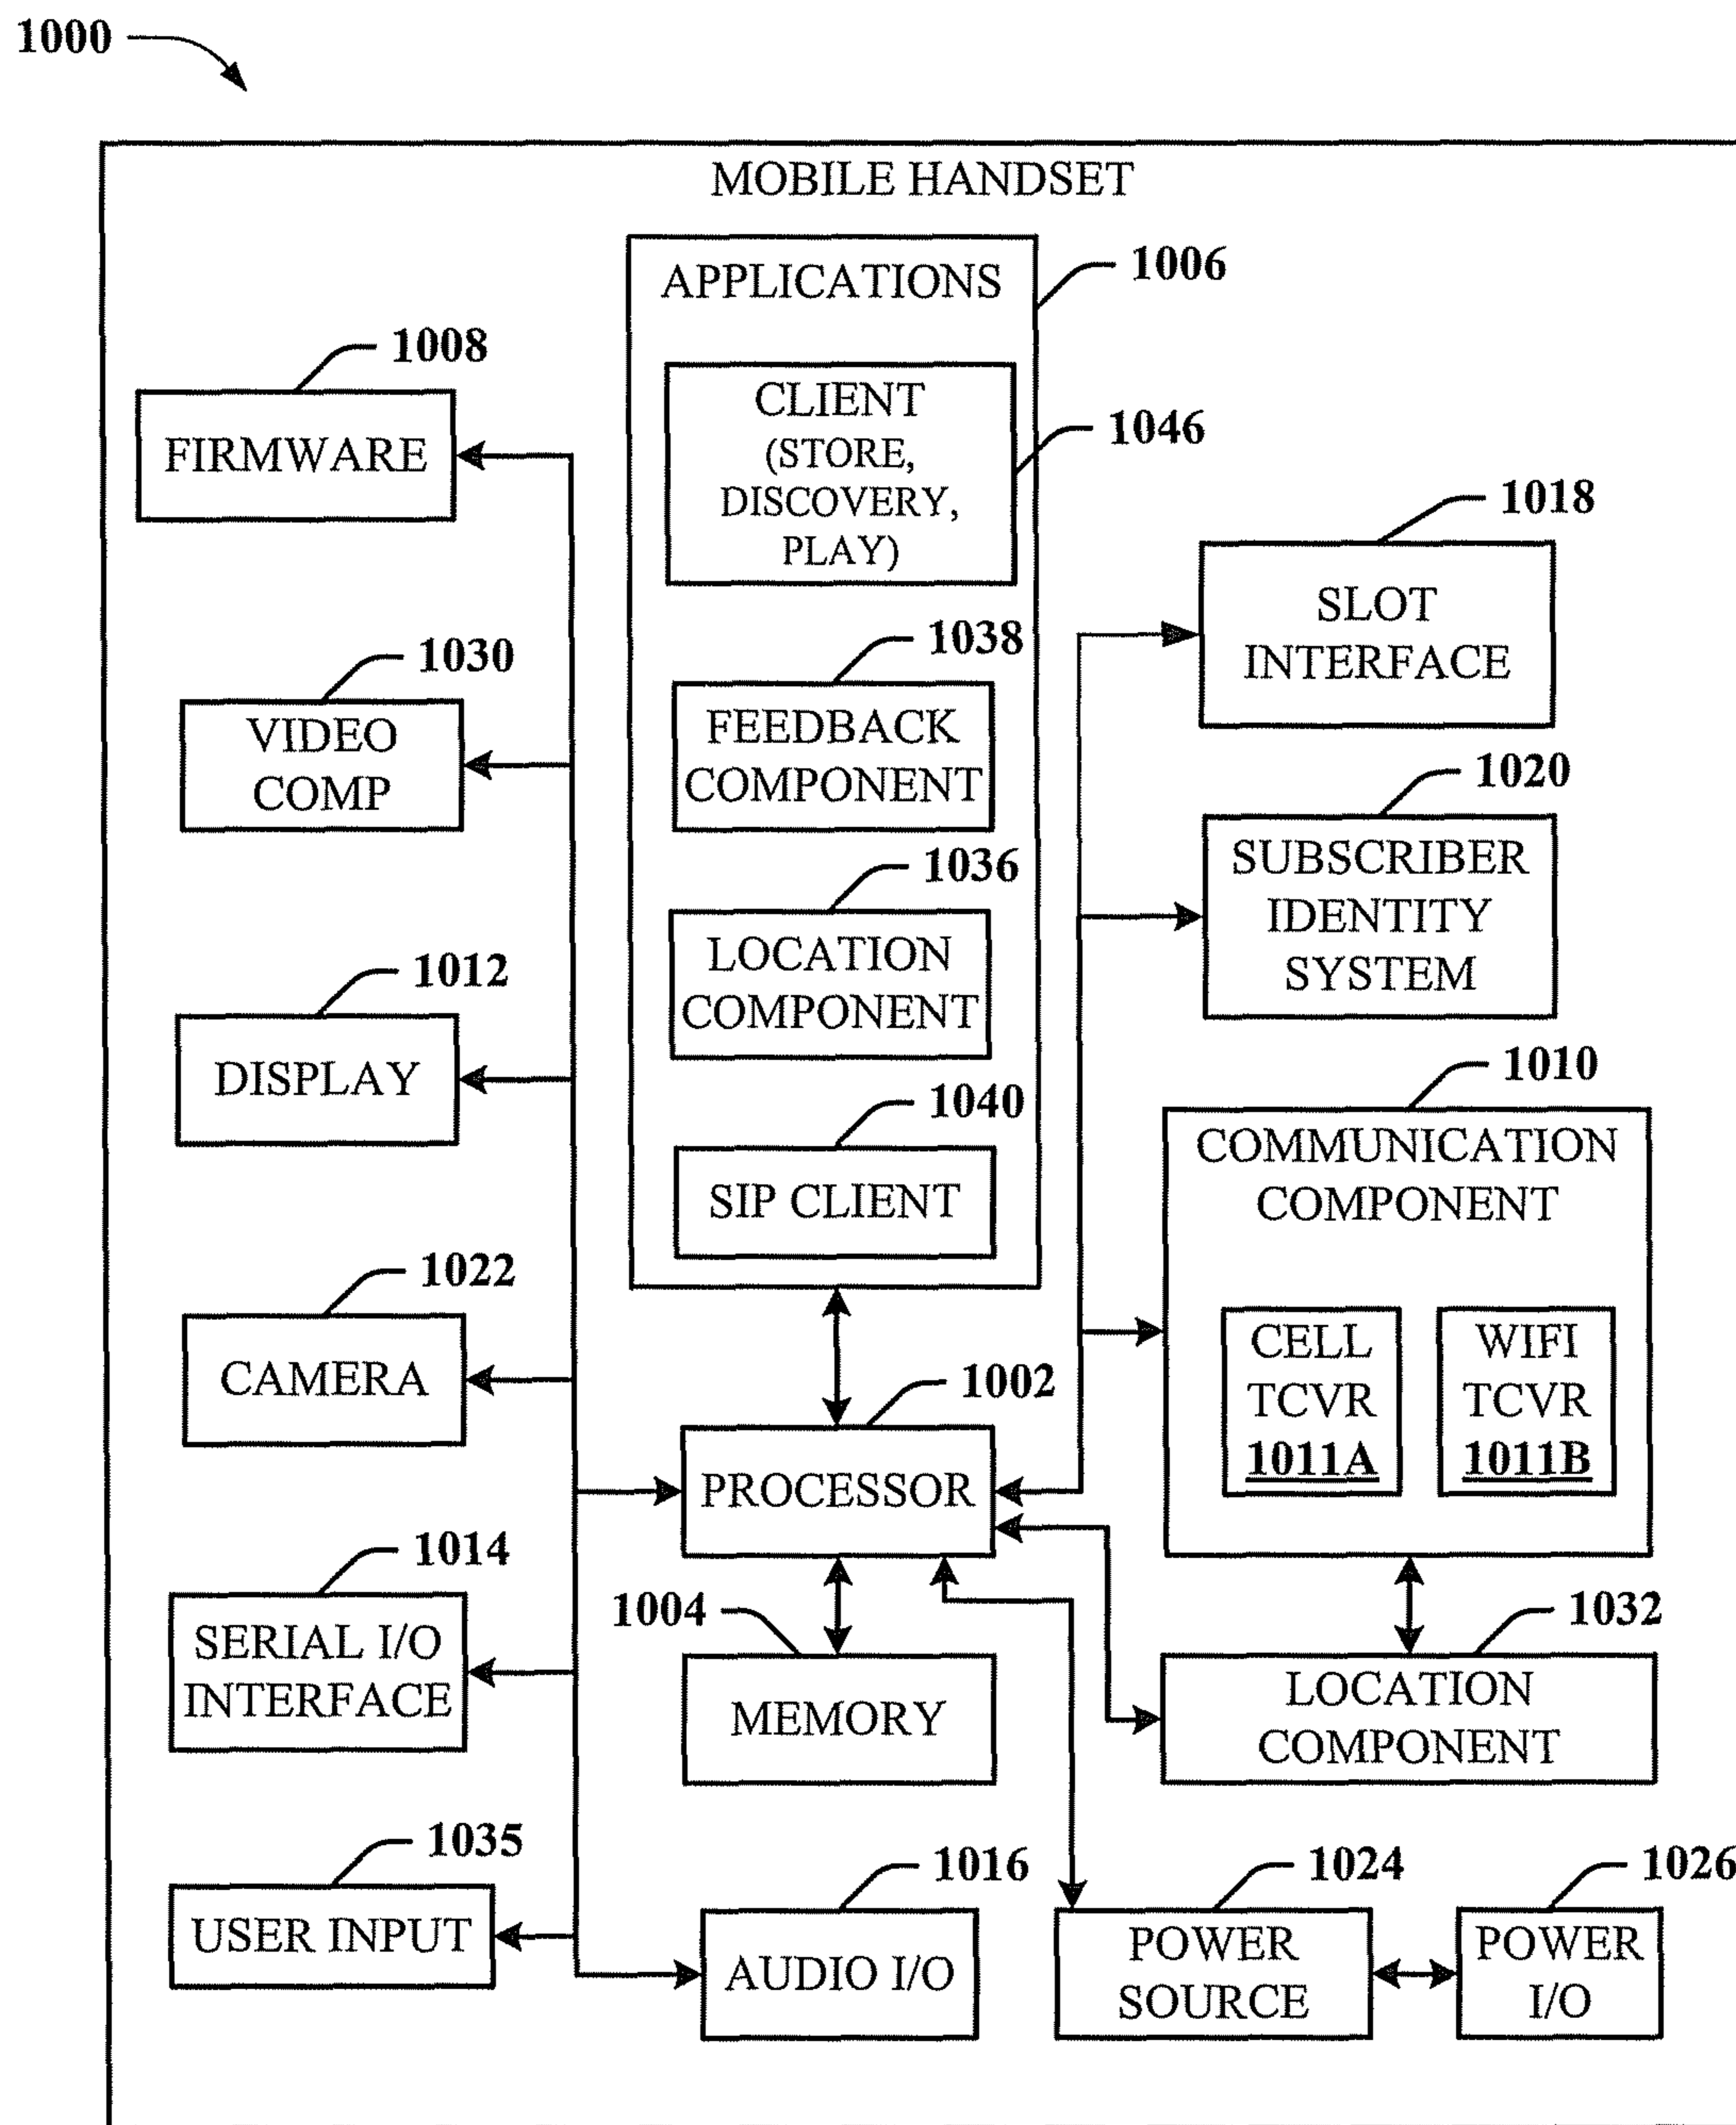 1000
MOBILE HANDSET
APPLICATIONS
1006
CLIENT
(STORE,
DISCOVERY,
PLAY)
1046
1038
FEEDBACK
COMPONENT
1036
LOCATION
COMPONENT
1040
SIP CLIENT
1008
FIRMWARE
1030
VIDEO
COMP
1012
DISPLAY
1022
CAMERA
1014
SERIAL I/O
INTERFACE
1035
USER INPUT
1002
PROCESSOR
1004
MEMORY
1016
AUDIO I/O
1018
SLOT
INTERFACE
1020
SUBSCRIBER
IDENTITY
SYSTEM
1010
COMMUNICATION
COMPONENT
CELL
TCVR
1011A
WIFI
TCVR
1011B
1032
LOCATION
COMPONENT
1024
POWER
SOURCE
1026
POWER
I/O